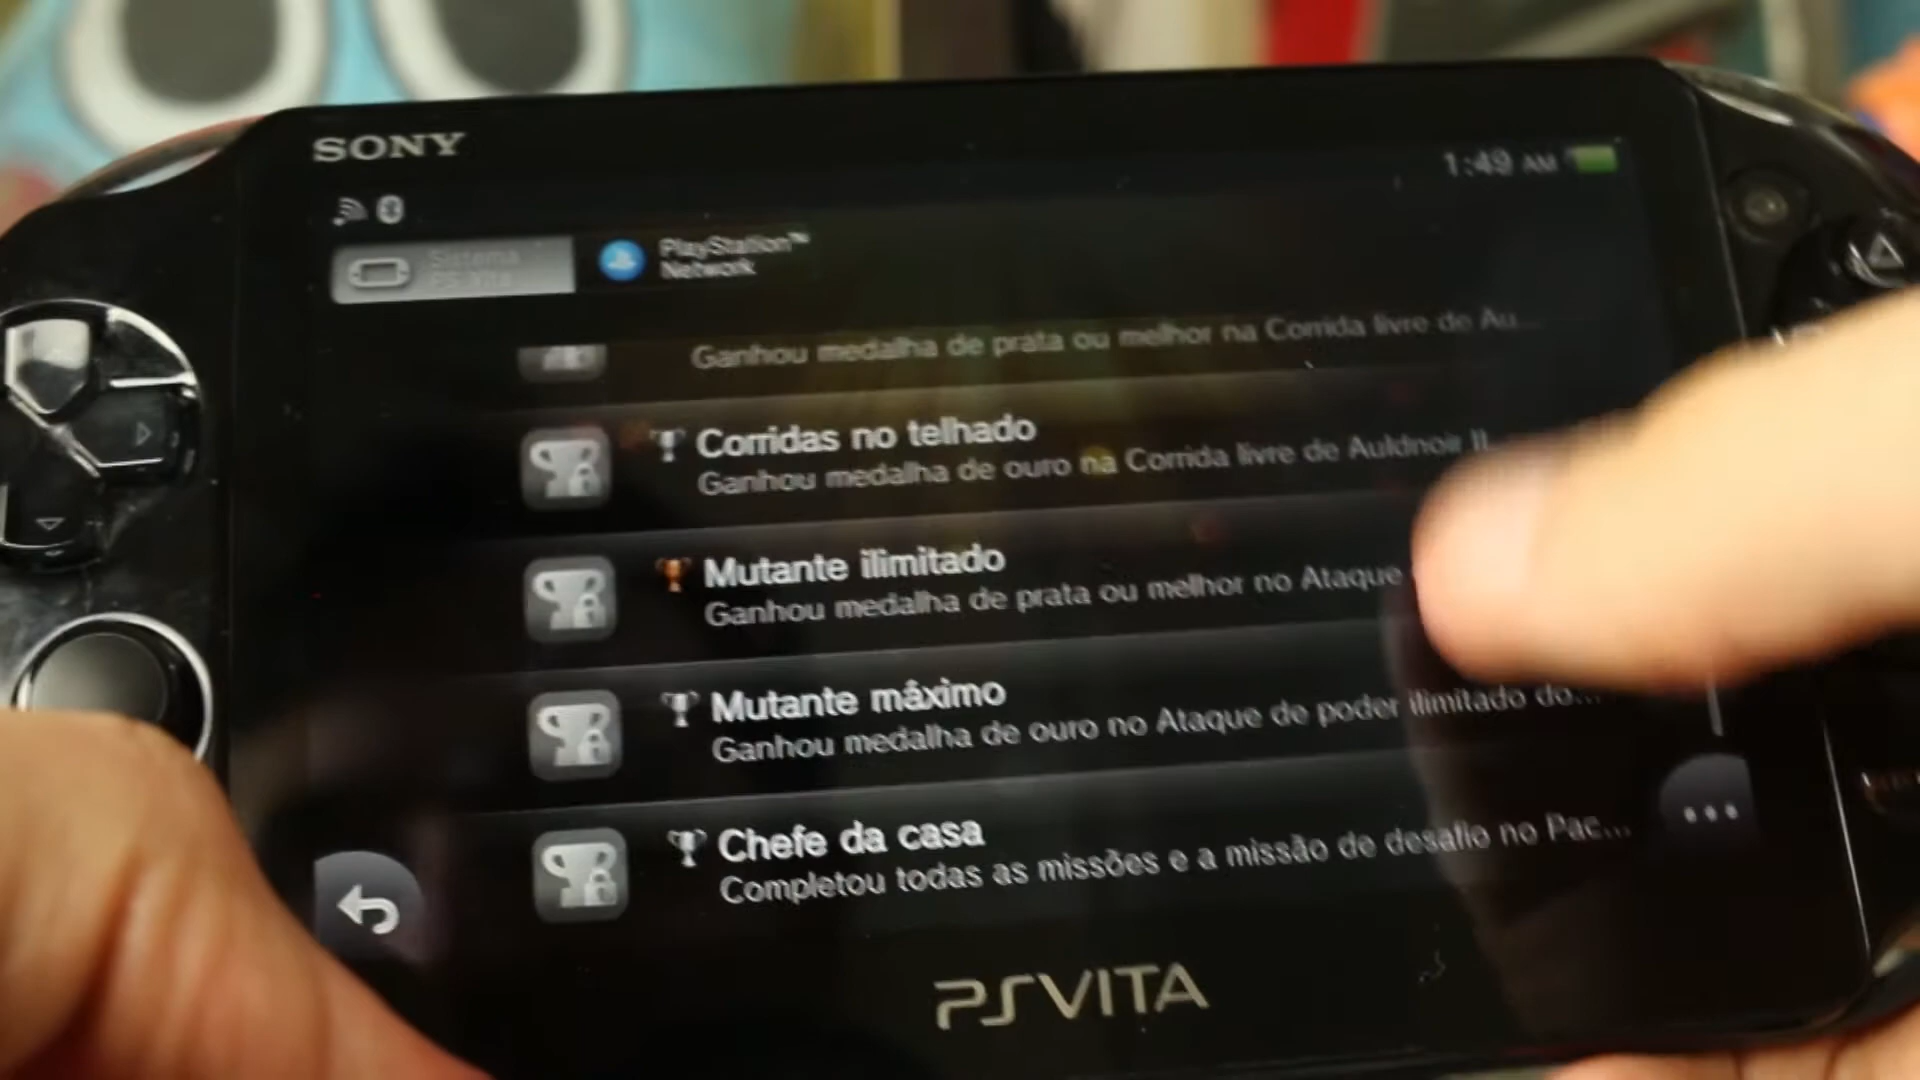 SONY
1:49 AM
Sistema
PS Vita
PlayStation™
Network
Ganhou medalha de prata ou melhor na Corrida livre de Au...
Corridas no telhado
Ganhou medalha de ouro na Corrida livre de Auldnoir II
Mutante ilimitado
Ganhou medalha de prata ou melhor no Ataque
Mutante máximo
Ganhou medalha de ouro no Ataque de poder ilimitado do...
Chefe da casa
Completou todas as missões e a missão de desafio no Pac...
PSVITA